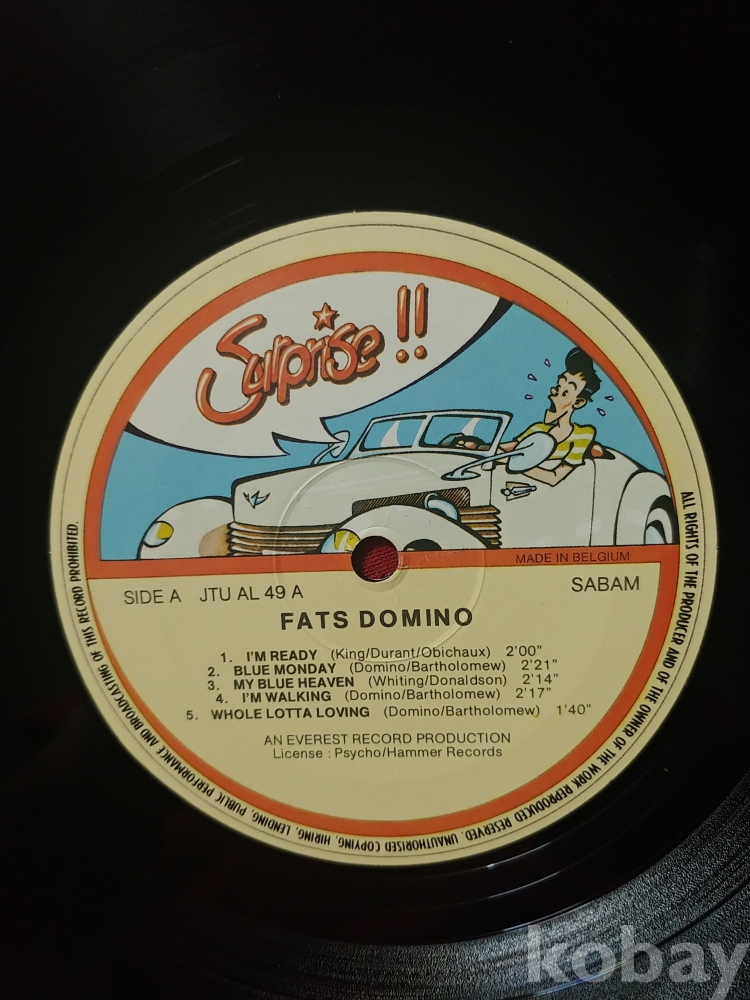 Surprise !!
MADE IN BELGIUM
SIDE A JTU AL 49 A
SABAM
FATS DOMINO
1. I'M READY (King/Durant/Obichaux) 2'00"
2. BLUE MONDAY (Domino/Bartholomew) 2'21"
3. MY BLUE HEAVEN (Whiting/Donaldson) 2'14"
4. I'M WALKING (Domino/Bartholomew) 2'17"
5. WHOLE LOTTA LOVING (Domino/Bartholomew) 1'40"
AN EVEREST RECORD PRODUCTION
License : Psycho/Hammer Records
ALL RIGHTS OF THE PRODUCER AND OF THE OWNER OF THE WORK REPRODUCED RESERVED. UNAUTHORISED COPYING, HIRING, LENDING, PUBLIC PERFORMANCE AND BROADCASTING OF THIS RECORD PROHIBITED.
kobay